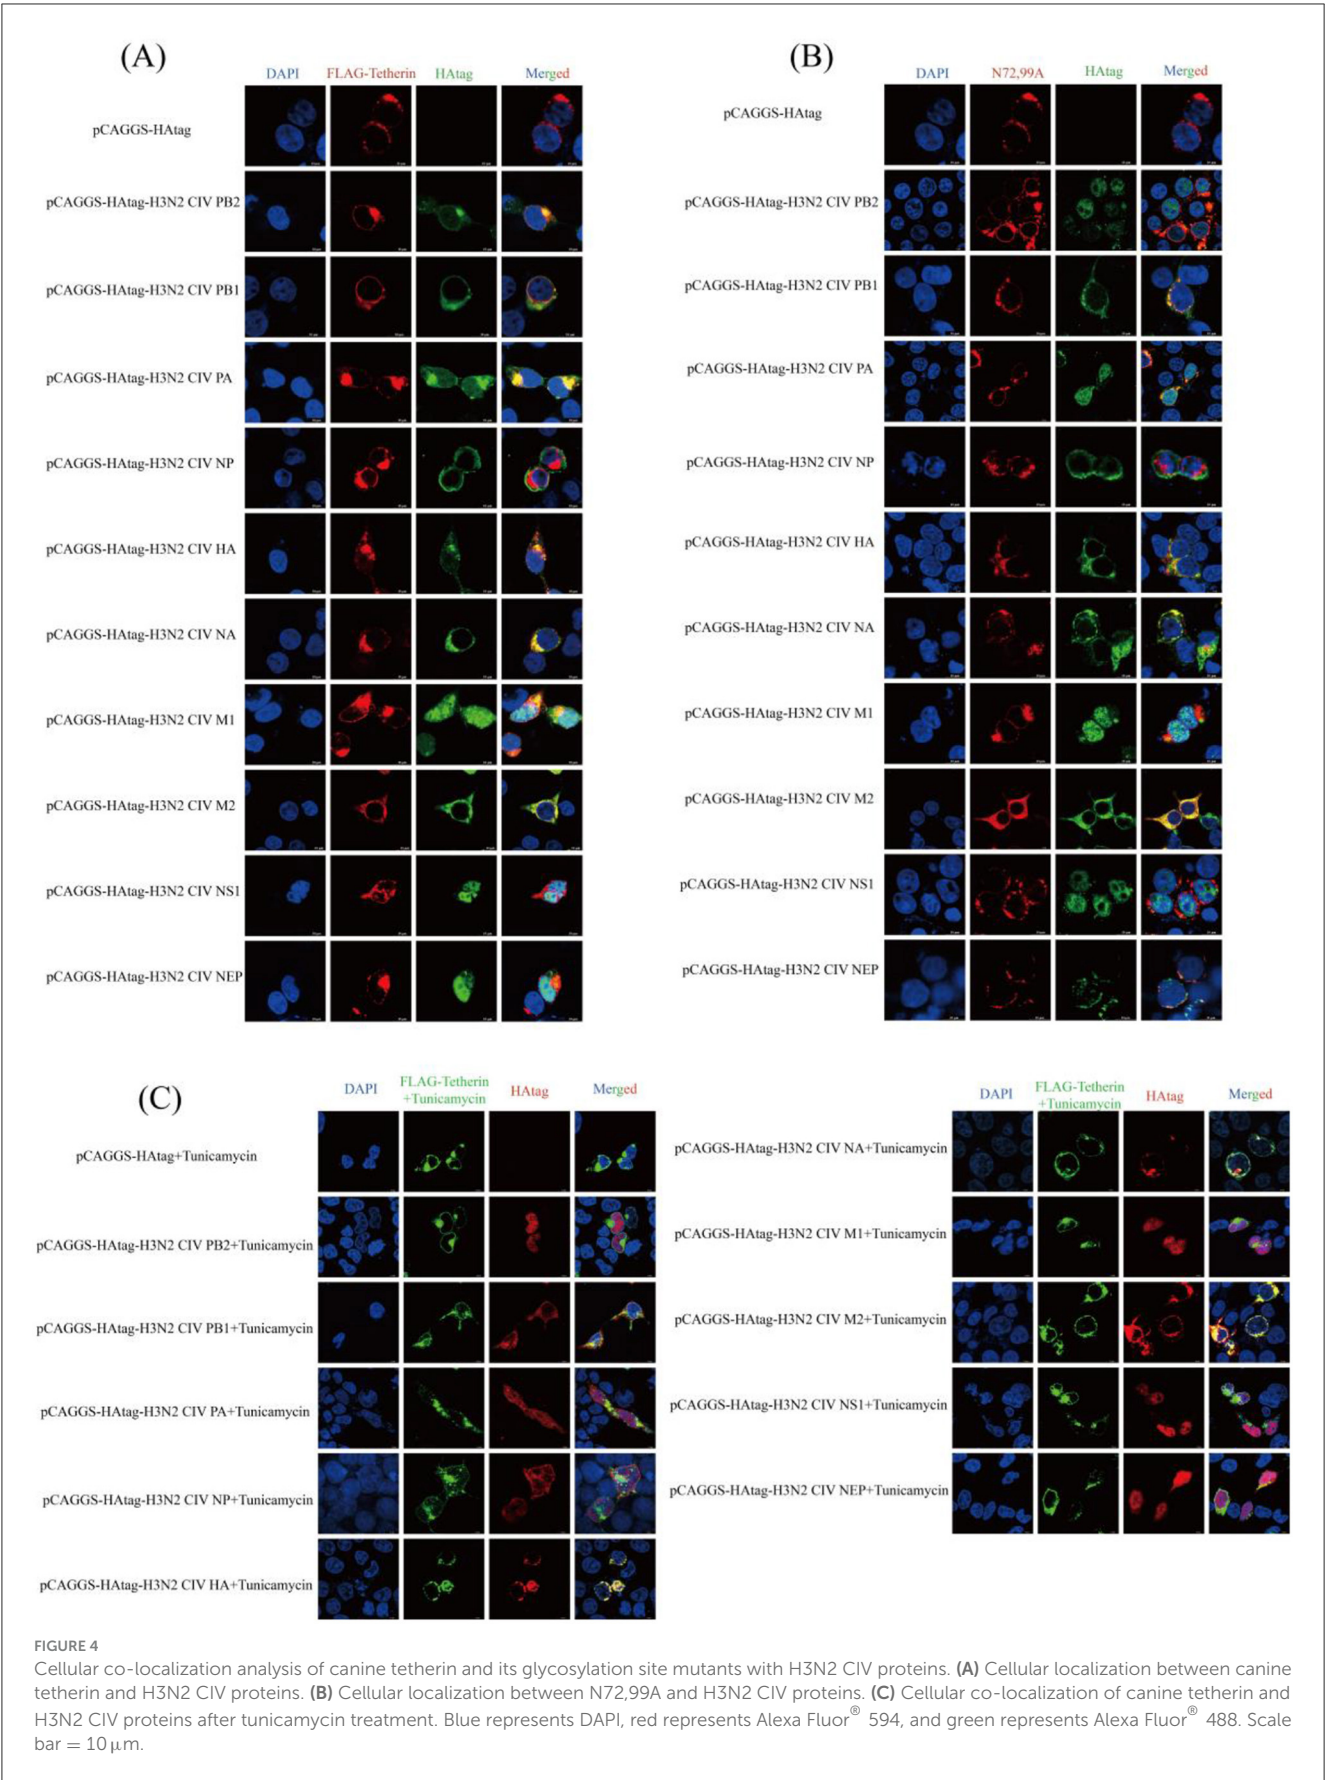 (A)
DAPI FLAG-Tetherin HAtag Merged
pCAGGS-HAtag
pCAGGS-HAtag-H3N2 CIV PB2
pCAGGS-HAtag-H3N2 CIV PB1
pCAGGS-HAtag-H3N2 CIV PA
pCAGGS-HAtag-H3N2 CIV NP
pCAGGS-HAtag-H3N2 CIV HA
pCAGGS-HAtag-H3N2 CIV NA
pCAGGS-HAtag-H3N2 CIV M1
pCAGGS-HAtag-H3N2 CIV M2
pCAGGS-HAtag-H3N2 CIV NS1
pCAGGS-HAtag-H3N2 CIV NEP
(B)
DAPI N72,99A HAtag Merged
pCAGGS-HAtag
pCAGGS-HAtag-H3N2 CIV PB2
pCAGGS-HAtag-H3N2 CIV PB1
pCAGGS-HAtag-H3N2 CIV PA
pCAGGS-HAtag-H3N2 CIV NP
pCAGGS-HAtag-H3N2 CIV HA
pCAGGS-HAtag-H3N2 CIV NA
pCAGGS-HAtag-H3N2 CIV M1
pCAGGS-HAtag-H3N2 CIV M2
pCAGGS-HAtag-H3N2 CIV NS1
pCAGGS-HAtag-H3N2 CIV NEP
(C)
DAPI FLAG-Tetherin HAtag Merged
+Tunicamycin
pCAGGS-HAtag+Tunicamycin
pCAGGS-HAtag-H3N2 CIV PB2+Tunicamycin
pCAGGS-HAtag-H3N2 CIV PB1+Tunicamycin
pCAGGS-HAtag-H3N2 CIV PA+Tunicamycin
pCAGGS-HAtag-H3N2 CIV NP+Tunicamycin
pCAGGS-HAtag-H3N2 CIV HA+Tunicamycin
DAPI FLAG-Tetherin HAtag Merged
+Tunicamycin
pCAGGS-HAtag-H3N2 CIV NA+Tunicamycin
pCAGGS-HAtag-H3N2 CIV M1+Tunicamycin
pCAGGS-HAtag-H3N2 CIV M2+Tunicamycin
pCAGGS-HAtag-H3N2 CIV NS1+Tunicamycin
pCAGGS-HAtag-H3N2 CIV NEP+Tunicamycin
FIGURE 4
Cellular co-localization analysis of canine tetherin and its glycosylation site mutants with H3N2 CIV proteins. (A) Cellular localization between canine
tetherin and H3N2 CIV proteins. (B) Cellular localization between N72,99A and H3N2 CIV proteins. (C) Cellular co-localization of canine tetherin and
H3N2 CIV proteins after tunicamycin treatment. Blue represents DAPI, red represents Alexa Fluor® 594, and green represents Alexa Fluor® 488. Scale
bar = 10 μm.